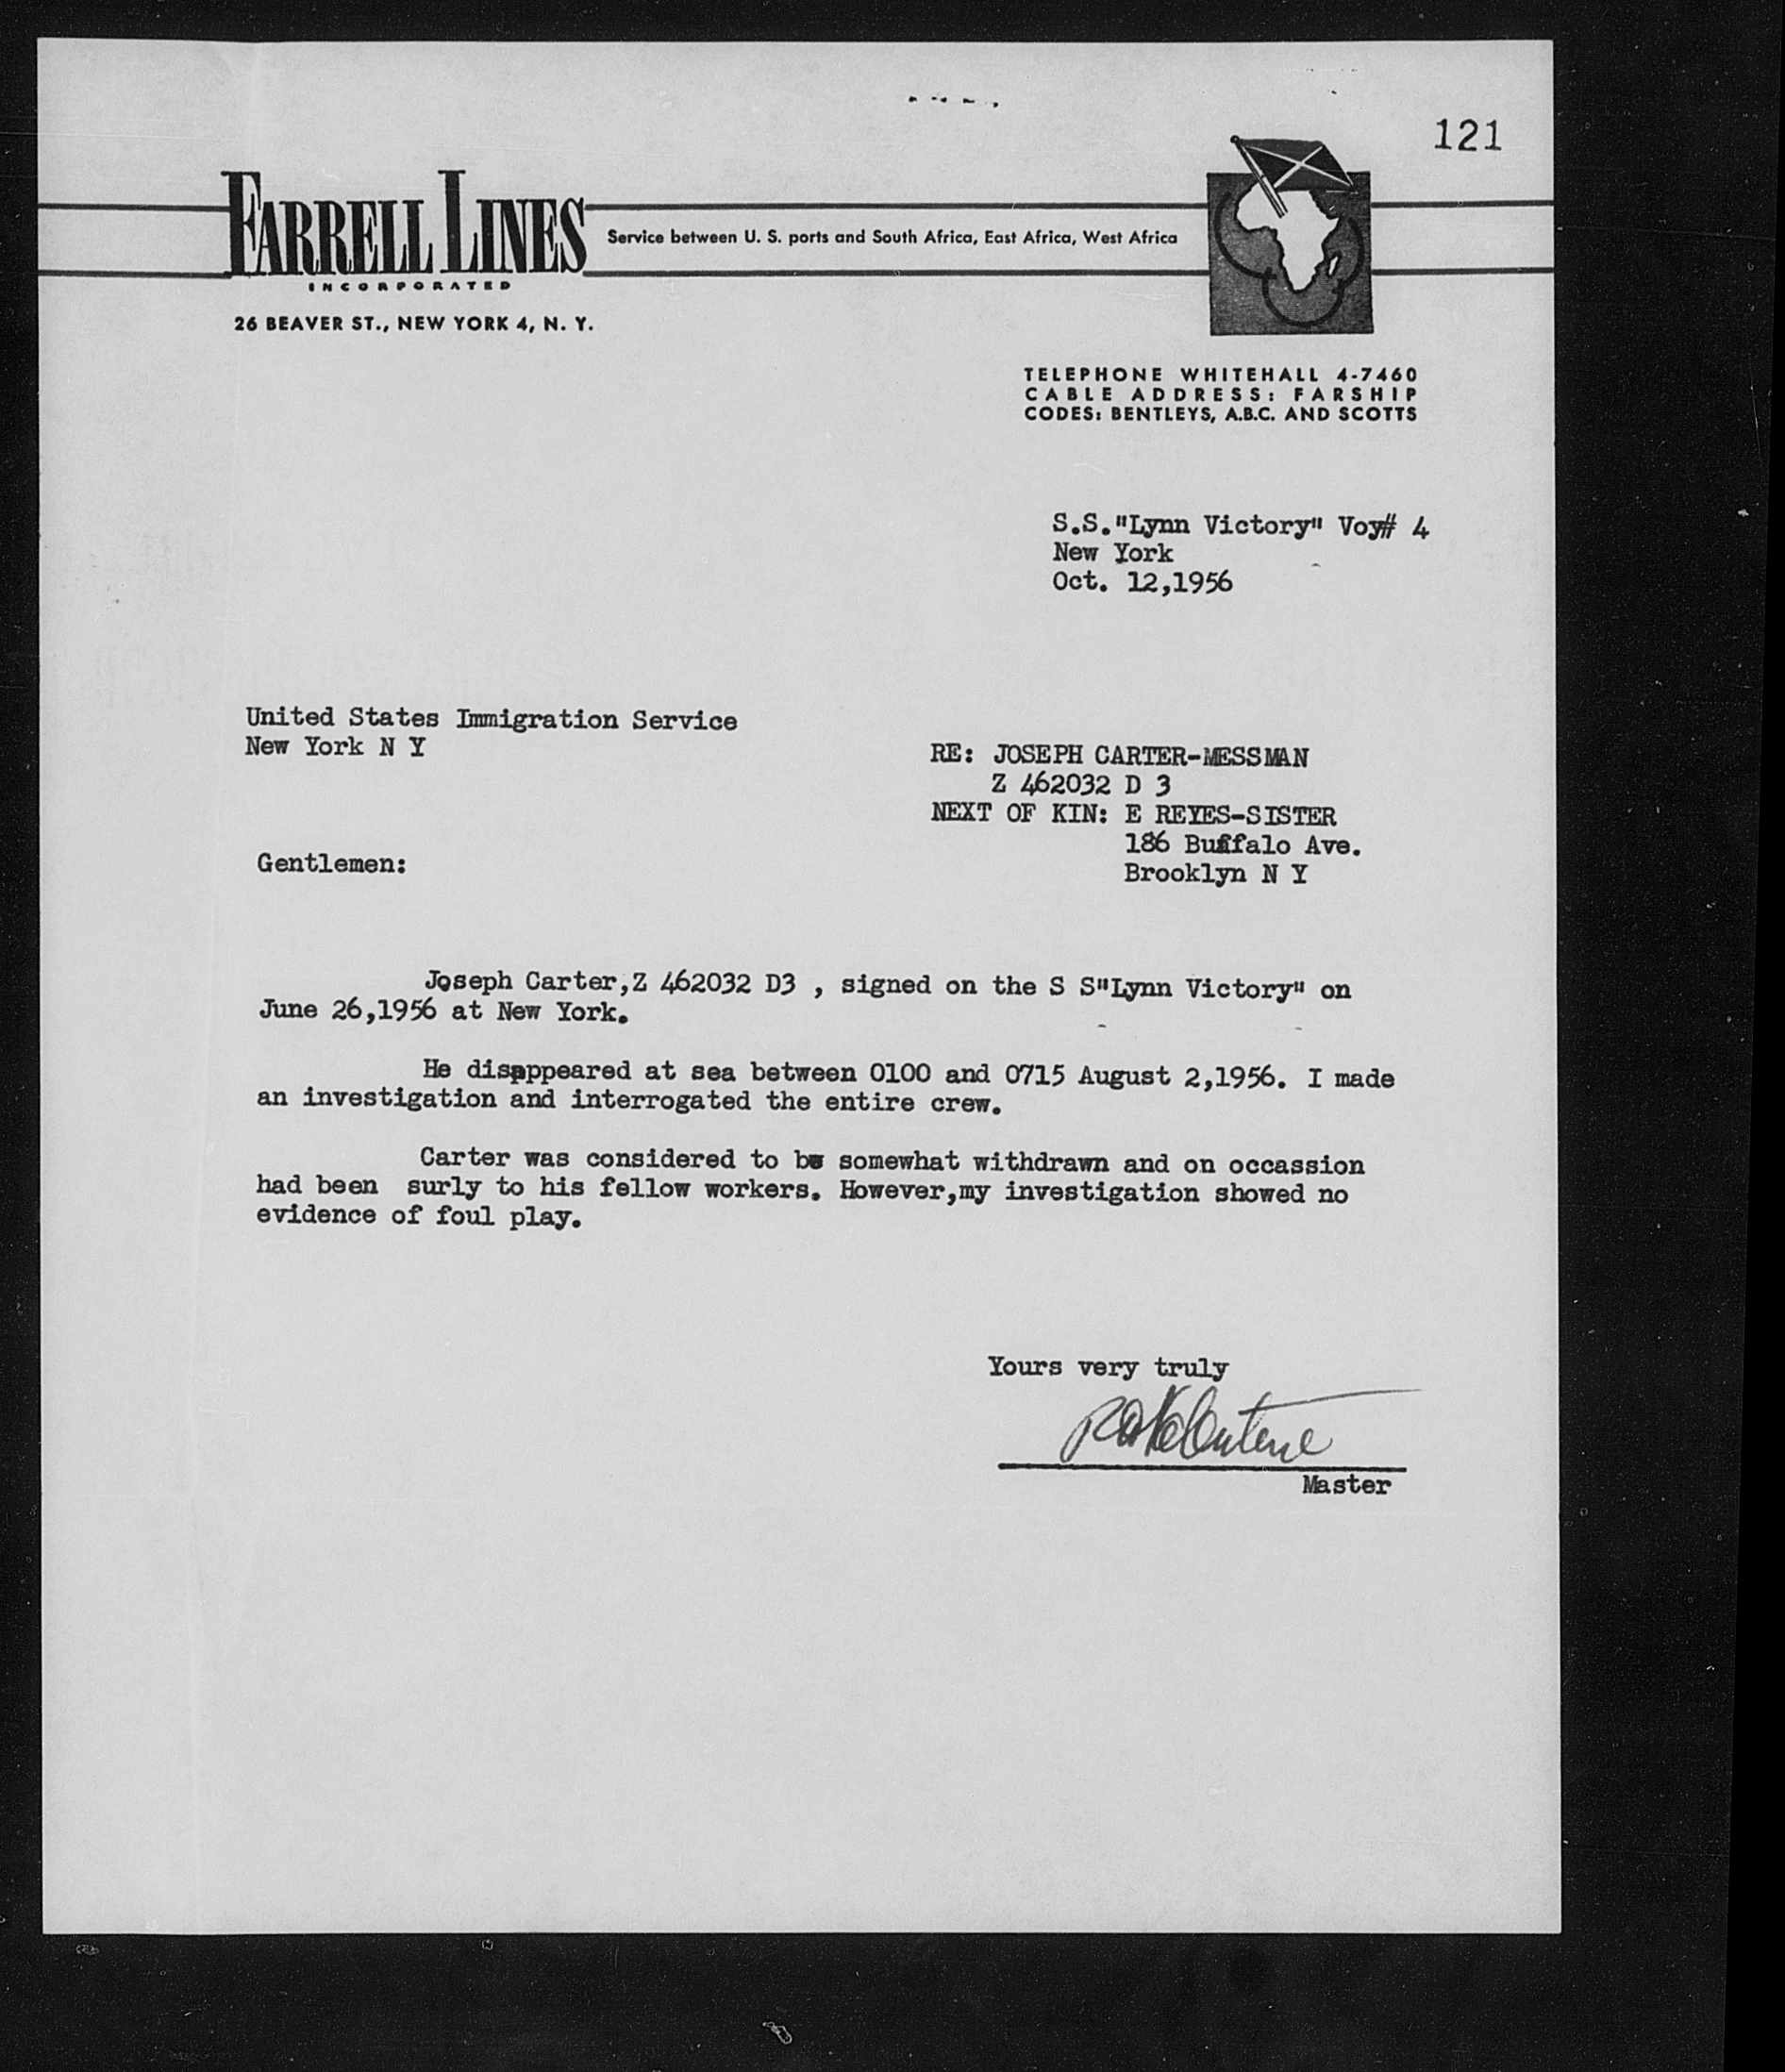 121
FARRELL LINES
INCORPORATED
Service between U. S. ports and South Africa, East Africa, West Africa
26 BEAVER ST., NEW YORK 4, N. Y.
TELEPHONE WHITEHALL 4-7460
CABLE ADDRESS: FARSHIP
CODES: BENTLEYS, A.B.C. AND SCOTTS
S.S."Lynn Victory" Voy# 4
New York
Oct. 12,1956
United States Immigration Service
New York N Y
RE: JOSEPH CARTER-MESSMAN
Z 462032 D 3
NEXT OF KIN: E REYES-SISTER
186 Buffalo Ave.
Brooklyn N Y
Gentlemen:
Joseph Carter,Z 462032 D3 , signed on the S S"Lynn Victory" on
June 26,1956 at New York.
He disappeared at sea between 0100 and 0715 August 2,1956. I made
an investigation and interrogated the entire crew.
Carter was considered to be somewhat withdrawn and on occassion
had been surly to his fellow workers. However,my investigation showed no
evidence of foul play.
Yours very truly
Master